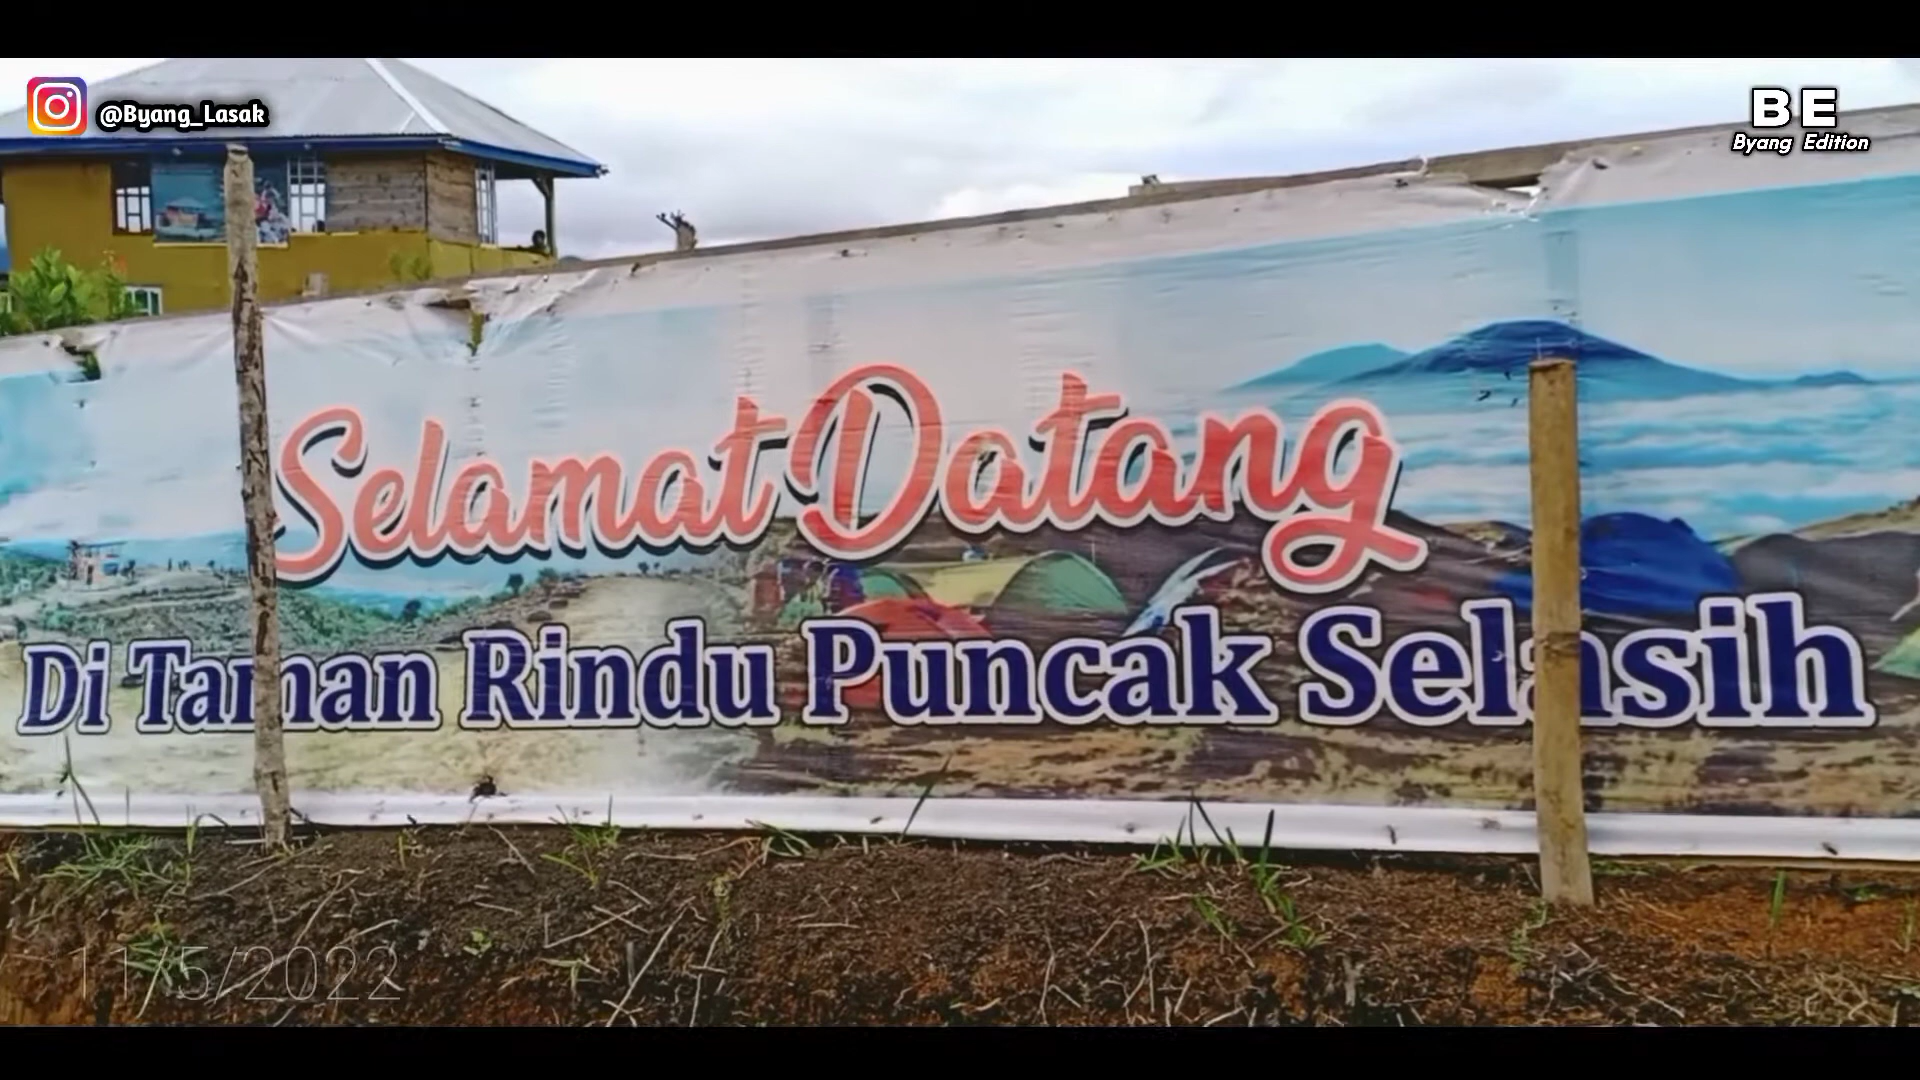 @Byang_Lasak
BE
Byang Edition
Selamat Datang
Di Taman Rindu Puncak Selasih
11/5/2022